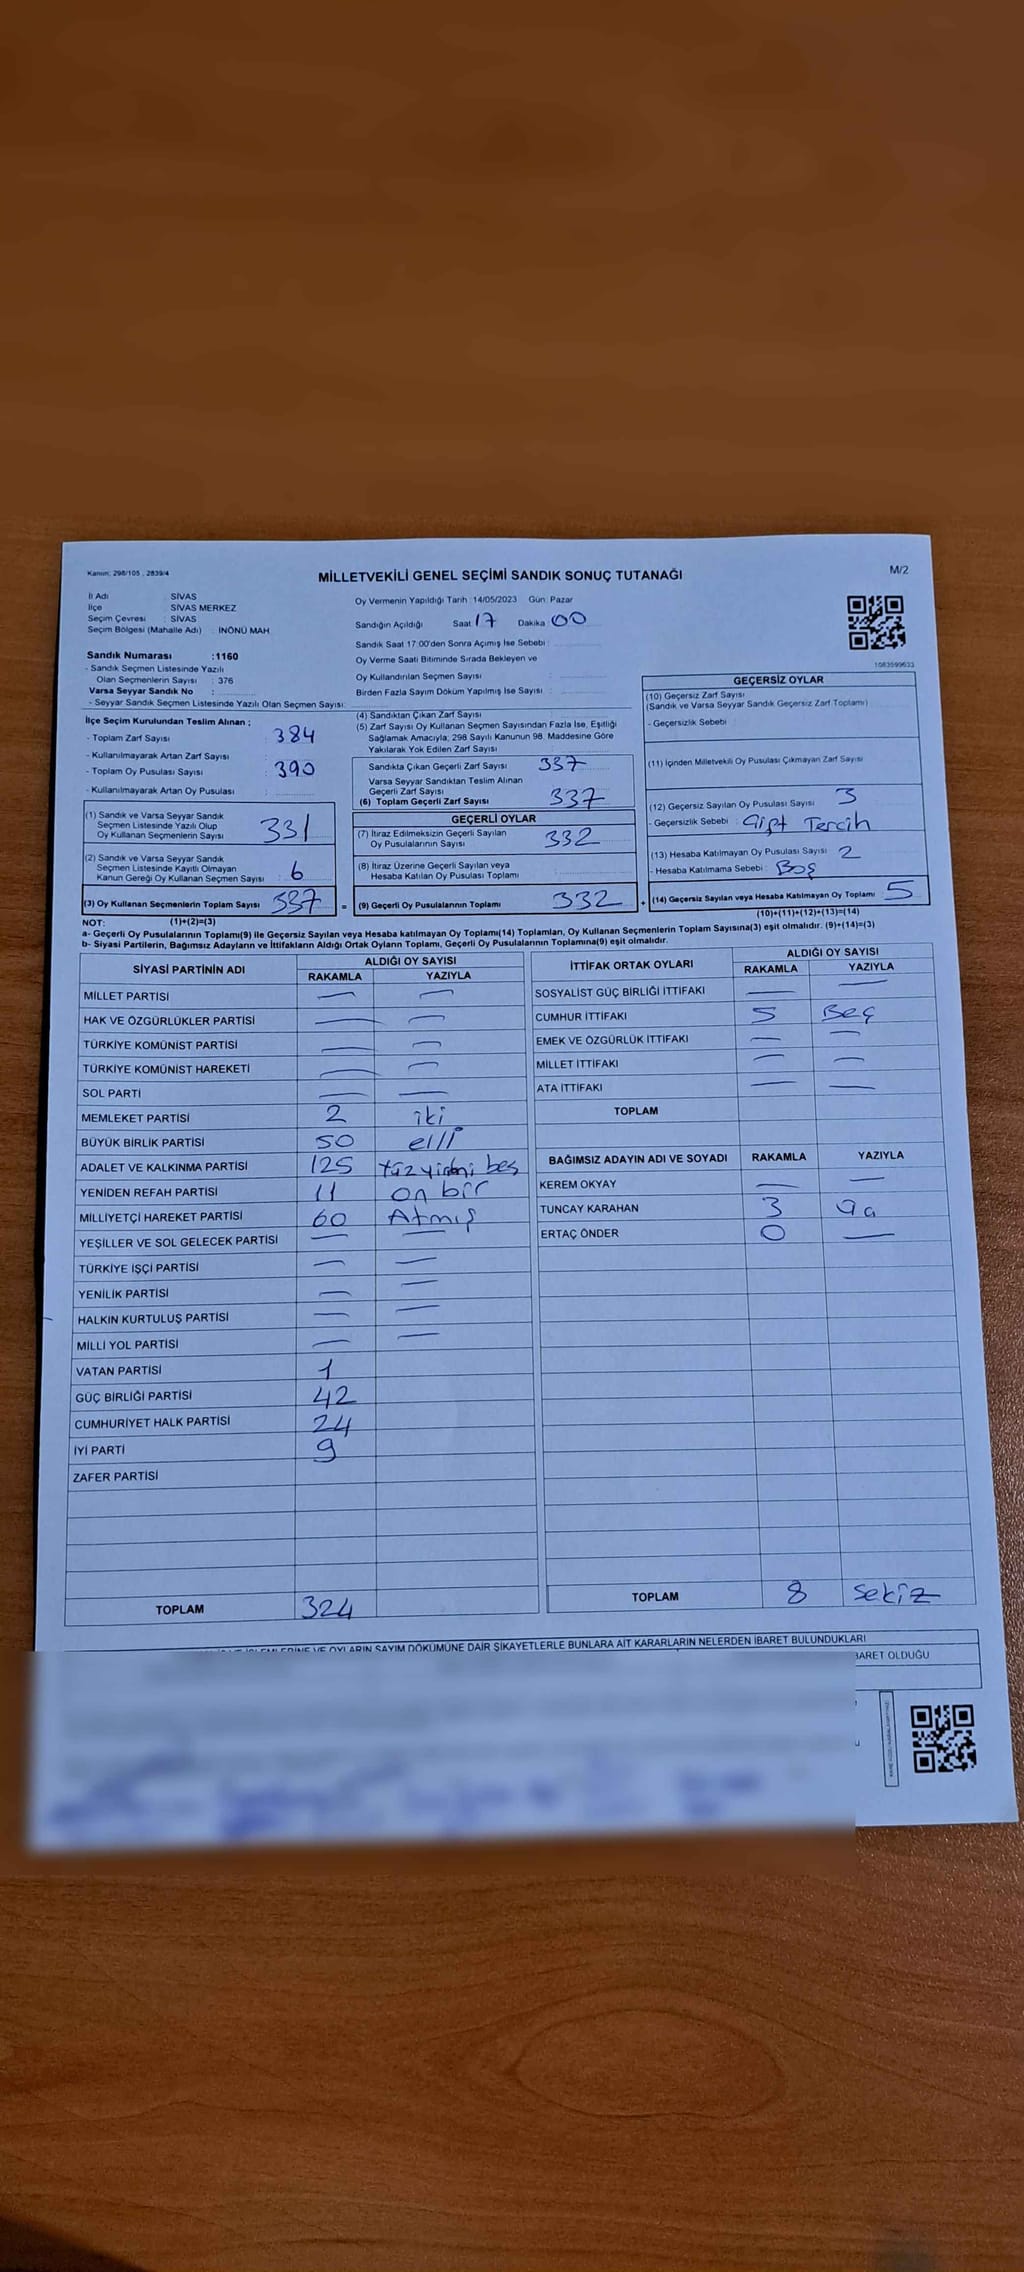 Kanun: 298/105 , 2839/4
MİLLETVEKİLİ GENEL SEÇİMİ SANDIK SONUÇ TUTANAĞI
M/2
İl Adı : SİVAS
İlçe : SİVAS MERKEZ
Seçim Çevresi : SİVAS
Seçim Bölgesi (Mahalle Adı) : İNÖNÜ MAH
Sandık Numarası :1160
- Sandık Seçmen Listesinde Yazılı
Olan Seçmenlerin Sayısı : 376
Varsa Seyyar Sandık No :
- Seyyar Sandık Seçmen Listesinde Yazılı Olan Seçmen Sayısı:
Oy Vermenin Yapıldığı Tarih :14/05/2023 Gün: Pazar
Sandığın Açıldığı Saat 17 Dakika 00
Sandık Saat 17:00'den Sonra Açımış İse Sebebi :
Oy Verme Saati Bitiminde Sırada Bekleyen ve
Oy Kullandırılan Seçmen Sayısı :
Birden Fazla Sayım Döküm Yapılmış İse Sayısı :
1083599633
İlçe Seçim Kurulundan Teslim Alınan ;
- Toplam Zarf Sayısı : 384
- Kullanılmayarak Artan Zarf Sayısı :
- Toplam Oy Pusulası Sayısı : 390
- Kullanılmayarak Artan Oy Pusulası :
(1) Sandık ve Varsa Seyyar Sandık
Seçmen Listesinde Yazılı Olup
Oy Kullanan Seçmenlerin Sayısı : 331
(2) Sandık ve Varsa Seyyar Sandık
Seçmen Listesinde Kayıtlı Olmayan
Kanun Gereği Oy Kullanan Seçmen Sayısı : 6
(3) Oy Kullanan Seçmenlerin Toplam Sayısı : 337 =
(4) Sandıktan Çıkan Zarf Sayısı :
(5) Zarf Sayısı Oy Kullanan Seçmen Sayısından Fazla İse, Eşitliği
Sağlamak Amacıyla, 298 Sayılı Kanunun 98. Maddesine Göre
Yakılarak Yok Edilen Zarf Sayısı :
Sandıkta Çıkan Geçerli Zarf Sayısı : 337
Varsa Seyyar Sandıktan Teslim Alınan
Geçerli Zarf Sayısı :
(6) Toplam Geçerli Zarf Sayısı : 337
GEÇERLİ OYLAR
(7) İtiraz Edilmeksizin Geçerli Sayılan
Oy Pusulalarının Sayısı : 332
(8) İtiraz Üzerine Geçerli Sayılan veya
Hesaba Katılan Oy Pusulası Toplamı :
(9) Geçerli Oy Pusulalarının Toplamı : 332 +
GEÇERSİZ OYLAR
(10) Geçersiz Zarf Sayısı
(Sandık ve Varsa Seyyar Sandık Geçersiz Zarf Toplamı) :
- Geçersizlik Sebebi :
(11) İçinden Milletvekili Oy Pusulası Çıkmayan Zarf Sayısı :
(12) Geçersiz Sayılan Oy Pusulası Sayısı : 3
- Geçersizlik Sebebi : Çift Tercih
(13) Hesaba Katılmayan Oy Pusulası Sayısı : 2
- Hesaba Katılmama Sebebi : Boş
(14) Geçersiz Sayılan veya Hesaba Katılmayan Oy Toplamı : 5
NOT: (1)+(2)=(3)
(10)+(11)+(12)+(13)=(14)
a- Geçerli Oy Pusulalarının Toplamı(9) ile Geçersiz Sayılan veya Hesaba katılmayan Oy Toplamı(14) Toplamları, Oy Kullanan Seçmenlerin Toplam Sayısına(3) eşit olmalıdır. (9)+(14)=(3)
b- Siyasi Partilerin, Bağımsız Adayların ve İttifakların Aldığı Ortak Oyların Toplamı, Geçerli Oy Pusulalarının Toplamına(9) eşit olmalıdır.
SİYASİ PARTİNİN ADI
ALDIĞI OY SAYISI
RAKAMLA YAZIYLA
MİLLET PARTİSİ — —
HAK VE ÖZGÜRLÜKLER PARTİSİ — —
TÜRKİYE KOMÜNİST PARTİSİ — —
TÜRKİYE KOMÜNİST HAREKETİ — —
SOL PARTİ — —
MEMLEKET PARTİSİ 2 iki
BÜYÜK BİRLİK PARTİSİ 50 elli
ADALET VE KALKINMA PARTİSİ 125 yüzyirmi beş
YENİDEN REFAH PARTİSİ 11 on bir
MİLLİYETÇİ HAREKET PARTİSİ 60 Atmış
YEŞİLLER VE SOL GELECEK PARTİSİ — —
TÜRKİYE İŞÇİ PARTİSİ — —
YENİLİK PARTİSİ — —
HALKIN KURTULUŞ PARTİSİ — —
MİLLİ YOL PARTİSİ — —
VATAN PARTİSİ 1
GÜÇ BİRLİĞİ PARTİSİ 42
CUMHURİYET HALK PARTİSİ 24
İYİ PARTİ 9
ZAFER PARTİSİ
TOPLAM 324
İTTİFAK ORTAK OYLARI
ALDIĞI OY SAYISI
RAKAMLA YAZIYLA
SOSYALİST GÜÇ BİRLİĞİ İTTİFAKI — —
CUMHUR İTTİFAKI 5 Beş
EMEK VE ÖZGÜRLÜK İTTİFAKI — —
MİLLET İTTİFAKI — —
ATA İTTİFAKI — —
TOPLAM
BAĞIMSIZ ADAYIN ADI VE SOYADI RAKAMLA YAZIYLA
KEREM OKYAY — —
TUNCAY KARAHAN 3
ERTAÇ ÖNDER 0 —
TOPLAM 8 sekiz
OYLARIN SAYIM DÖKÜMÜNE DAİR ŞİKAYETLERLE BUNLARA AİT KARARLARIN NELERDEN İBARET BULUNDUKLARI
OLDUĞU